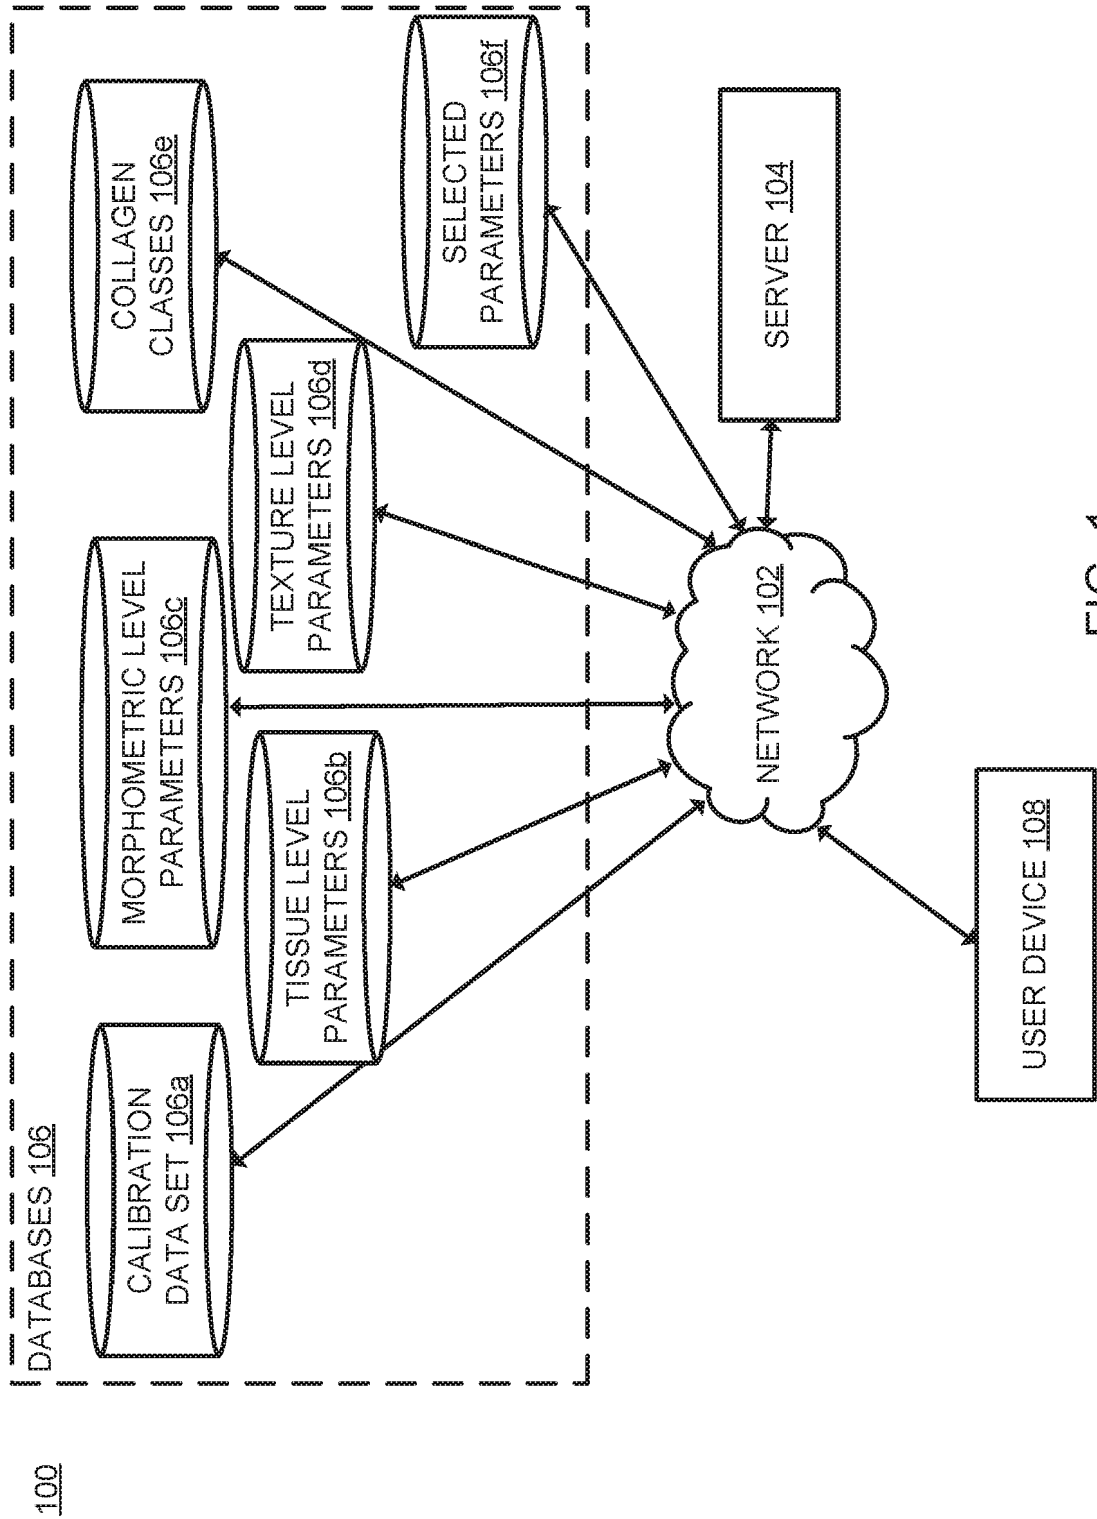 100
DATABASES 106
CALIBRATION
DATA SET 106a
TISSUE LEVEL
PARAMETERS 106b
MORPHOMETRIC LEVEL
PARAMETERS 106c
TEXTURE LEVEL
PARAMETERS 106d
COLLAGEN
CLASSES 106e
SELECTED
PARAMETERS 106f
NETWORK 102
SERVER 104
USER DEVICE 108